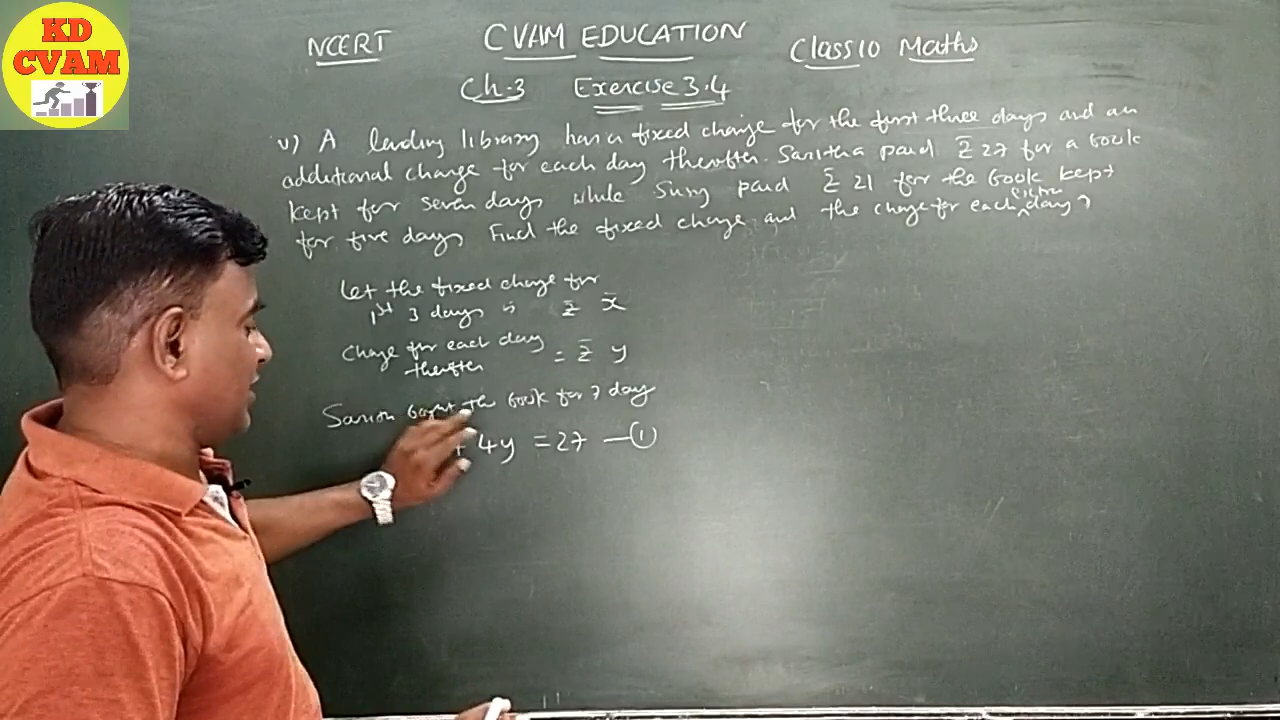 KD
CVAM
NCERT CVAM EDUCATION Class 10 Maths
Ch-3 Exercise 3.4
v) A lending library has a fixed charge for the first three days and an
additional charge for each day thereafter. Saritha paid ₹ 27 for a book
kept for seven days while Susy paid ₹ 21 for the book kept
for five days Find the fixed charge and the charge for each extra day?
Let the fixed charge for
1st 3 days is ₹ x
Charge for each day
thereafter = ₹ y
the book for 7 days
+ 4y = 27 —(1)